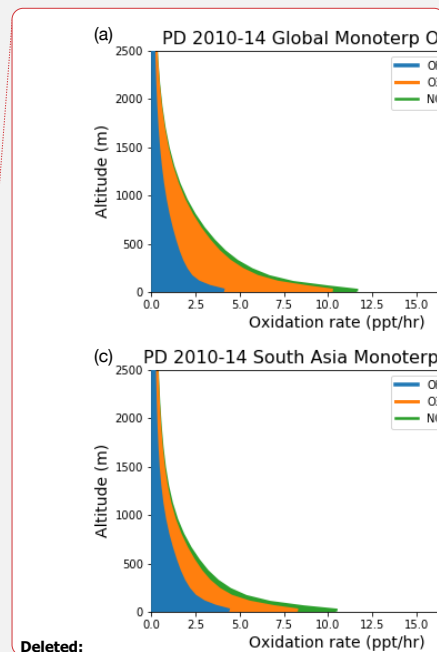 (a)
PD 2010-14 Global Monoterp
2500
2000
1500
1000
500
0
Altitude (m)
0.0 2.5 5.0 7.5 10.0 12.5 15.0
Oxidation rate (ppt/hr)
(c)
PD 2010-14 South Asia Monoterp
2500
2000
1500
1000
500
0
Altitude (m)
0.0 2.5 5.0 7.5 10.0 12.5 15.0
Oxidation rate (ppt/hr)
Deleted: